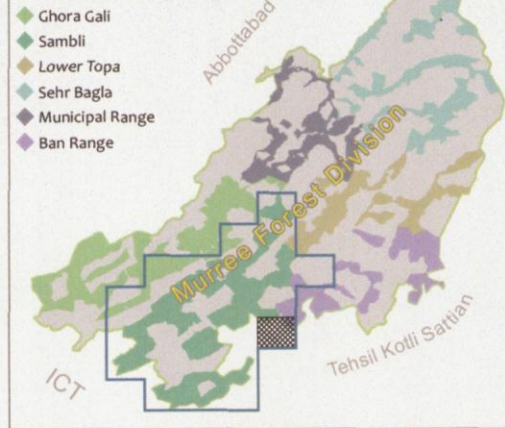 Ghora Gali
Sambli
Lower Topa
Sehr Bagla
Municipal Range
Ban Range
Abbottabad
Murree Forest Division
Tehsil Kotli Sattian
ICT